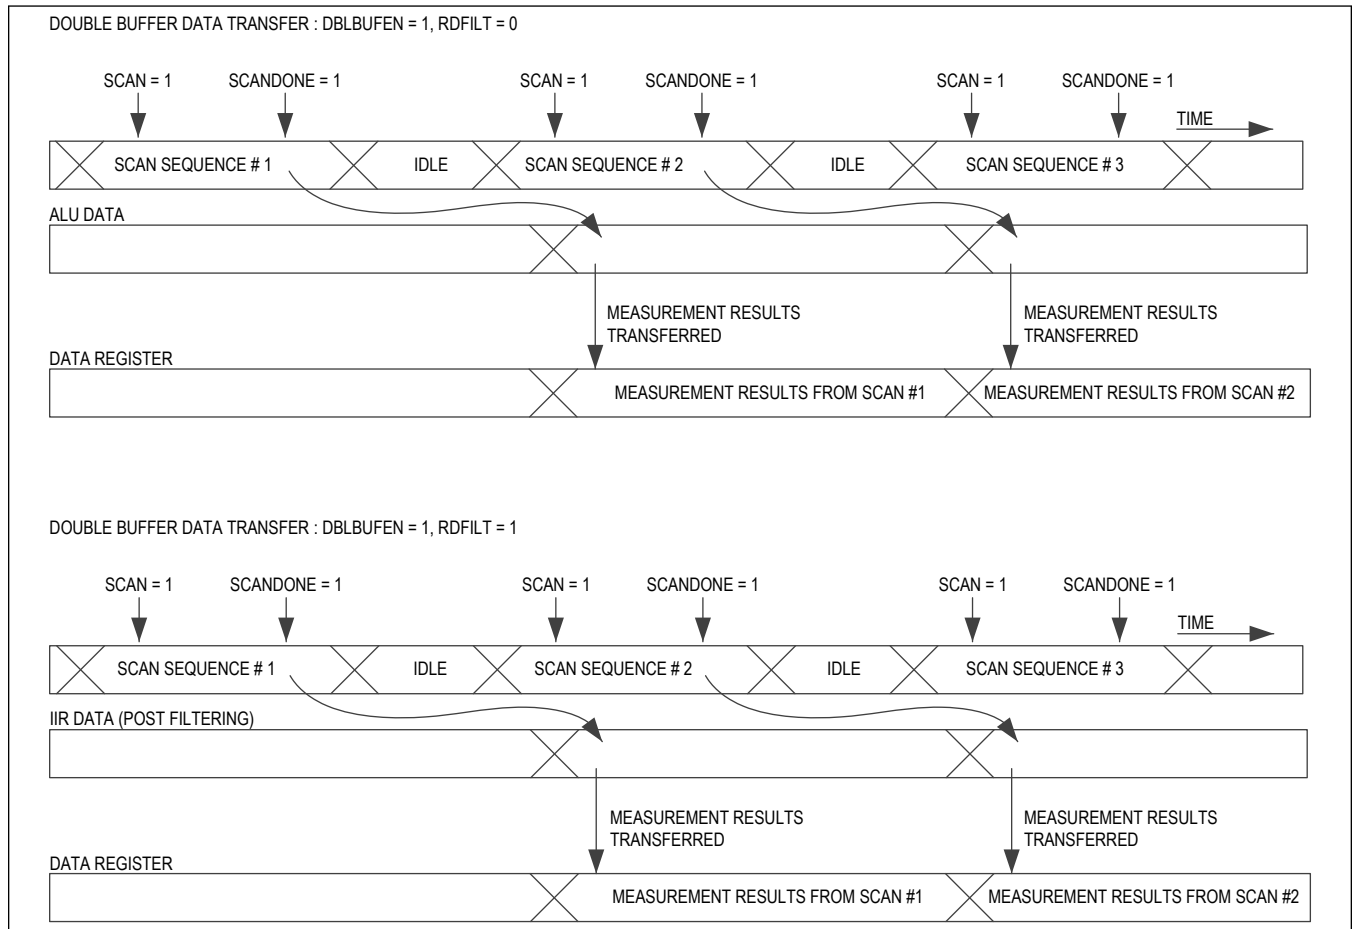 DOUBLE BUFFER DATA TRANSFER : DBLBUFEN = 1, RDFILT = 0
SCAN = 1
SCANDONE = 1
SCAN = 1
SCANDONE = 1
SCAN = 1
SCANDONE = 1
TIME
SCAN SEQUENCE # 1
IDLE
SCAN SEQUENCE # 2
IDLE
SCAN SEQUENCE # 3
ALU DATA
MEASUREMENT RESULTS
TRANSFERRED
MEASUREMENT RESULTS
TRANSFERRED
DATA REGISTER
MEASUREMENT RESULTS FROM SCAN #1
MEASUREMENT RESULTS FROM SCAN #2
DOUBLE BUFFER DATA TRANSFER : DBLBUFEN = 1, RDFILT = 1
SCAN = 1
SCANDONE = 1
SCAN = 1
SCANDONE = 1
SCAN = 1
SCANDONE = 1
TIME
SCAN SEQUENCE # 1
IDLE
SCAN SEQUENCE # 2
IDLE
SCAN SEQUENCE # 3
IIR DATA (POST FILTERING)
MEASUREMENT RESULTS
TRANSFERRED
MEASUREMENT RESULTS
TRANSFERRED
DATA REGISTER
MEASUREMENT RESULTS FROM SCAN #1
MEASUREMENT RESULTS FROM SCAN #2